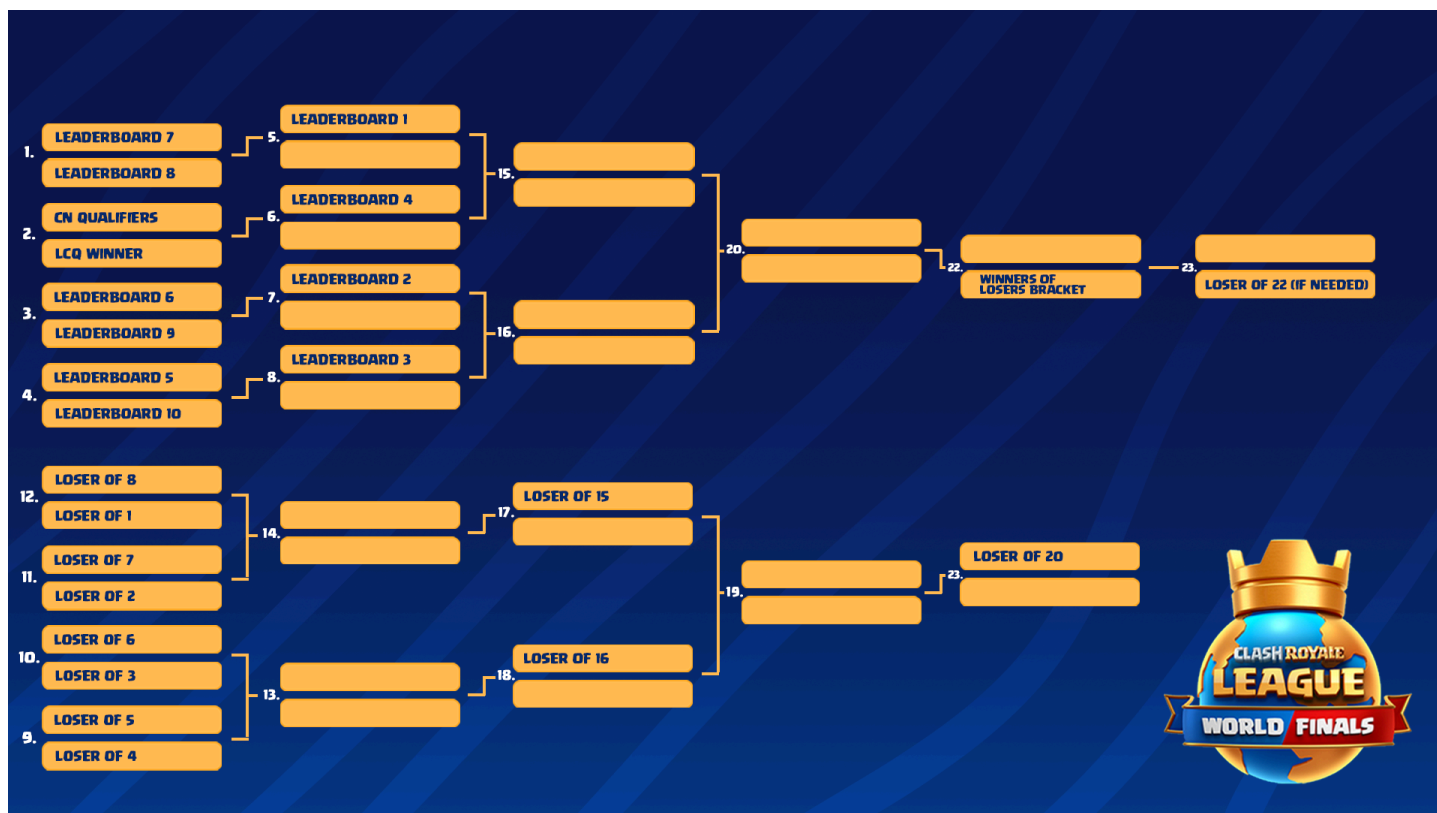 1.
LEADERBOARD 7
LEADERBOARD 8
2.
CN QUALIFIERS
LCQ WINNER
3.
LEADERBOARD 6
LEADERBOARD 9
4.
LEADERBOARD 5
LEADERBOARD 10
5.
LEADERBOARD 1
6.
LEADERBOARD 4
7.
LEADERBOARD 2
8.
LEADERBOARD 3
15.
16.
20.
22.
WINNERS OF
LOSERS BRACKET
23.
LOSER OF 22 (IF NEEDED)
12.
LOSER OF 8
LOSER OF 1
11.
LOSER OF 7
LOSER OF 2
10.
LOSER OF 6
LOSER OF 3
9.
LOSER OF 5
LOSER OF 4
14.
13.
17.
LOSER OF 15
18.
LOSER OF 16
19.
23.
LOSER OF 20
CLASH ROYALE
LEAGUE
WORLD FINALS